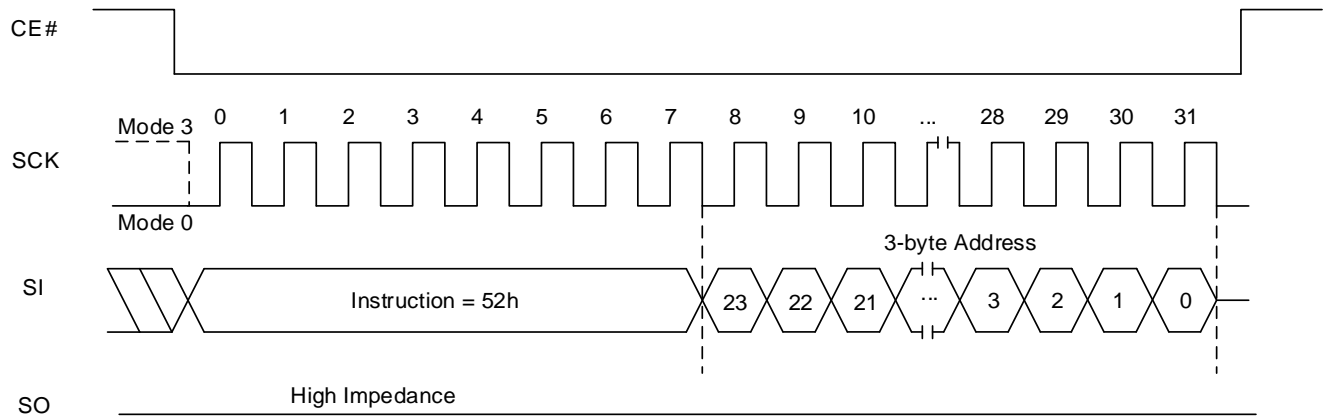 CE#
0 1 2 3 4 5 6 7 8 9 10 ... 28 29 30 31
Mode 3
SCK
Mode 0
3-byte Address
SI
Instruction = 52h
23 22 21 ... 3 2 1 0
High Impedance
SO